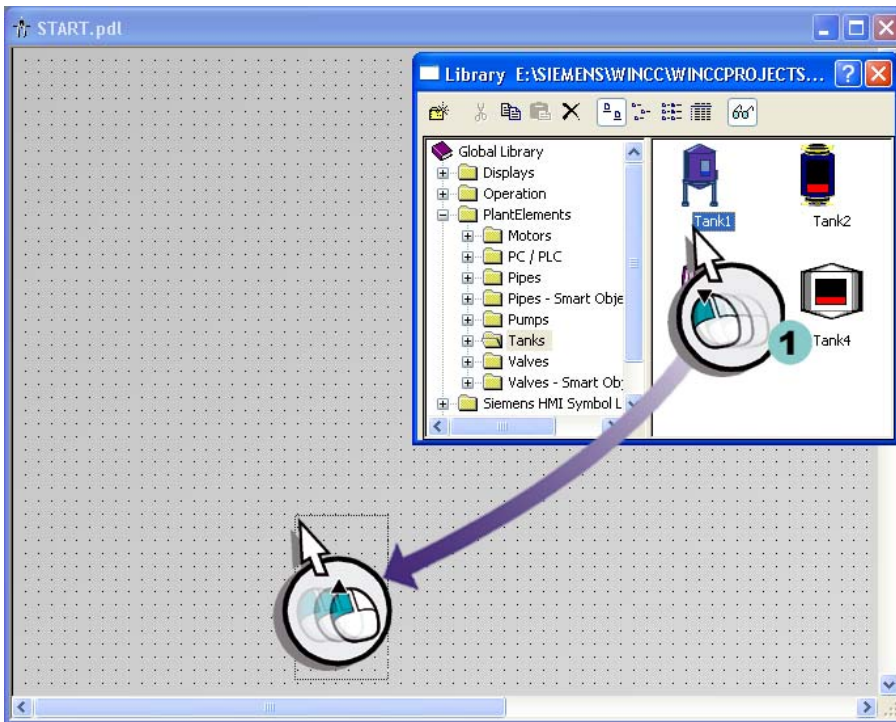 START.pdl
Library E:\SIEMENS\WINCC\WINCCPROJECTS...
Global Library
Displays
Operation
PlantElements
Motors
PC / PLC
Pipes
Pipes - Smart Obje
Pumps
Tanks
Valves
Valves - Smart Obj
Siemens HMI Symbol L
Tank1
Tank2
1
Tank4